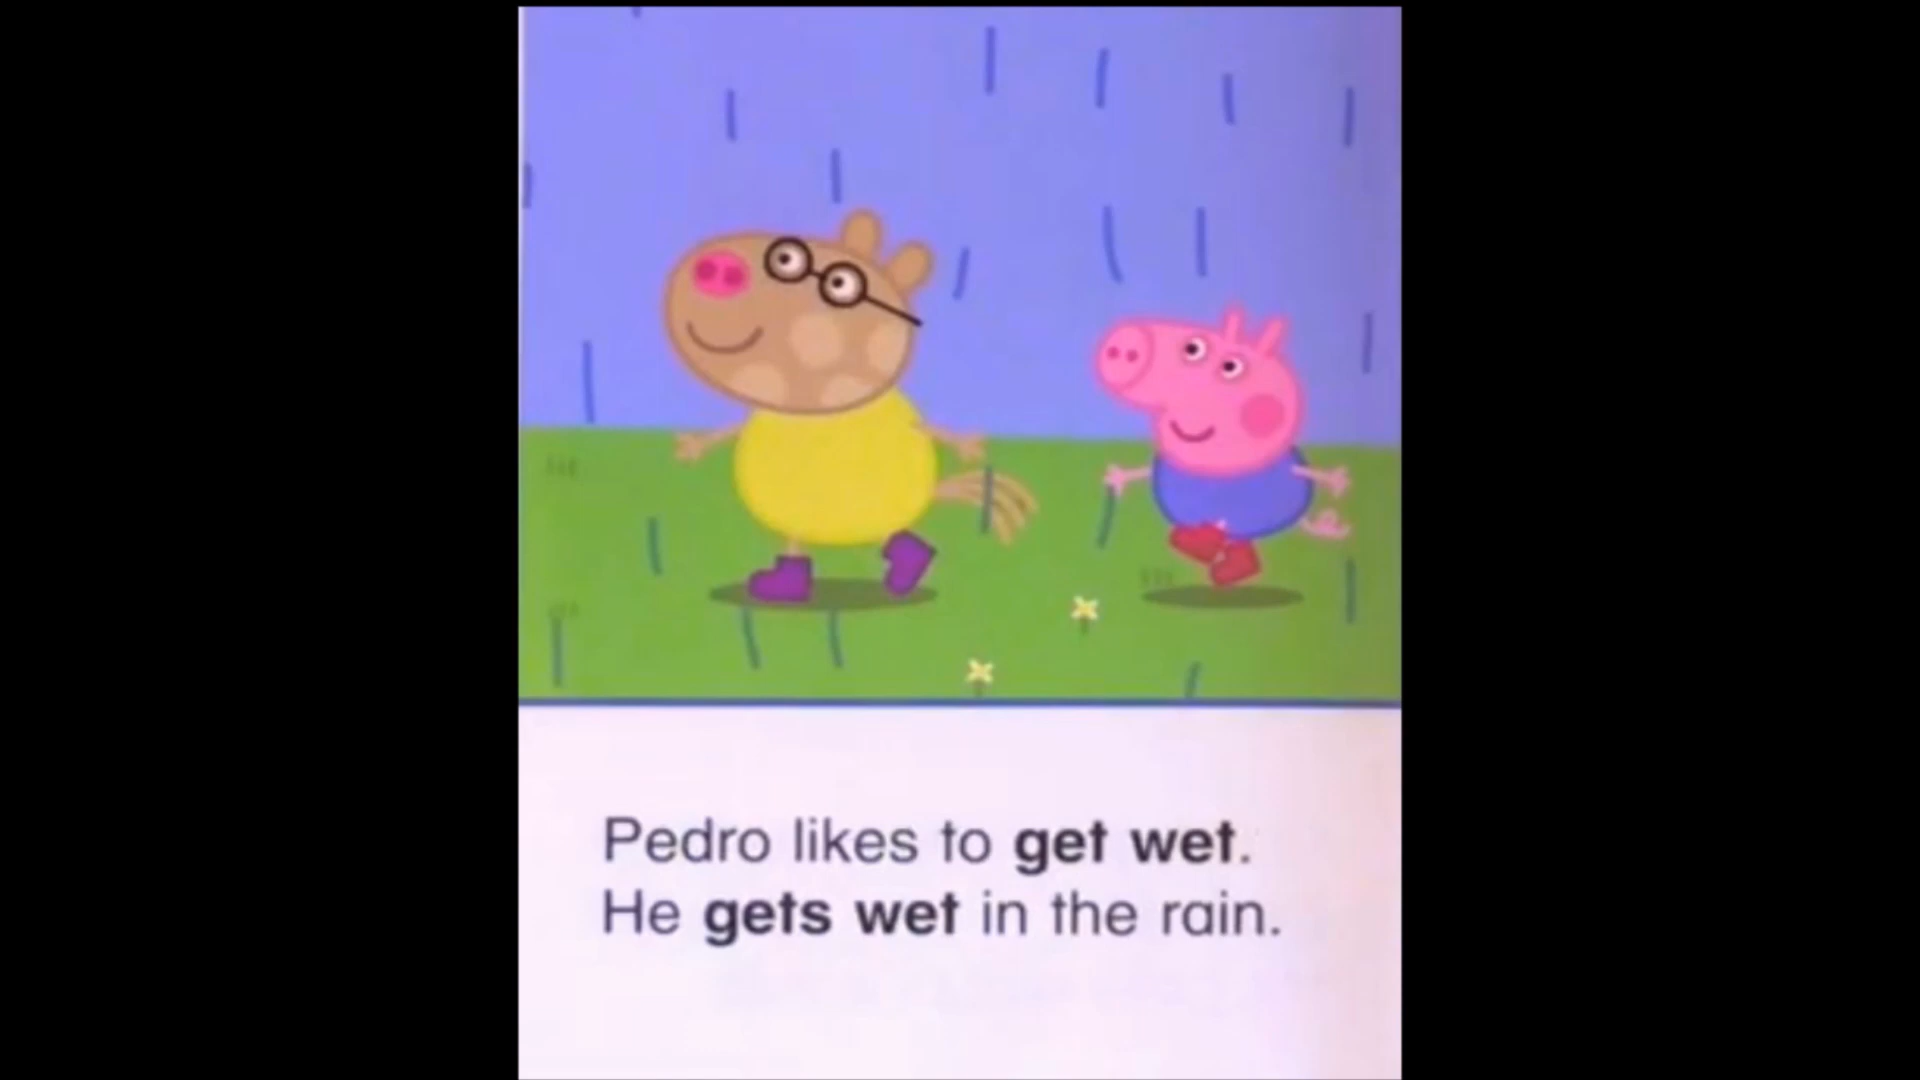 Pedro likes to get wet.
He gets wet in the rain.